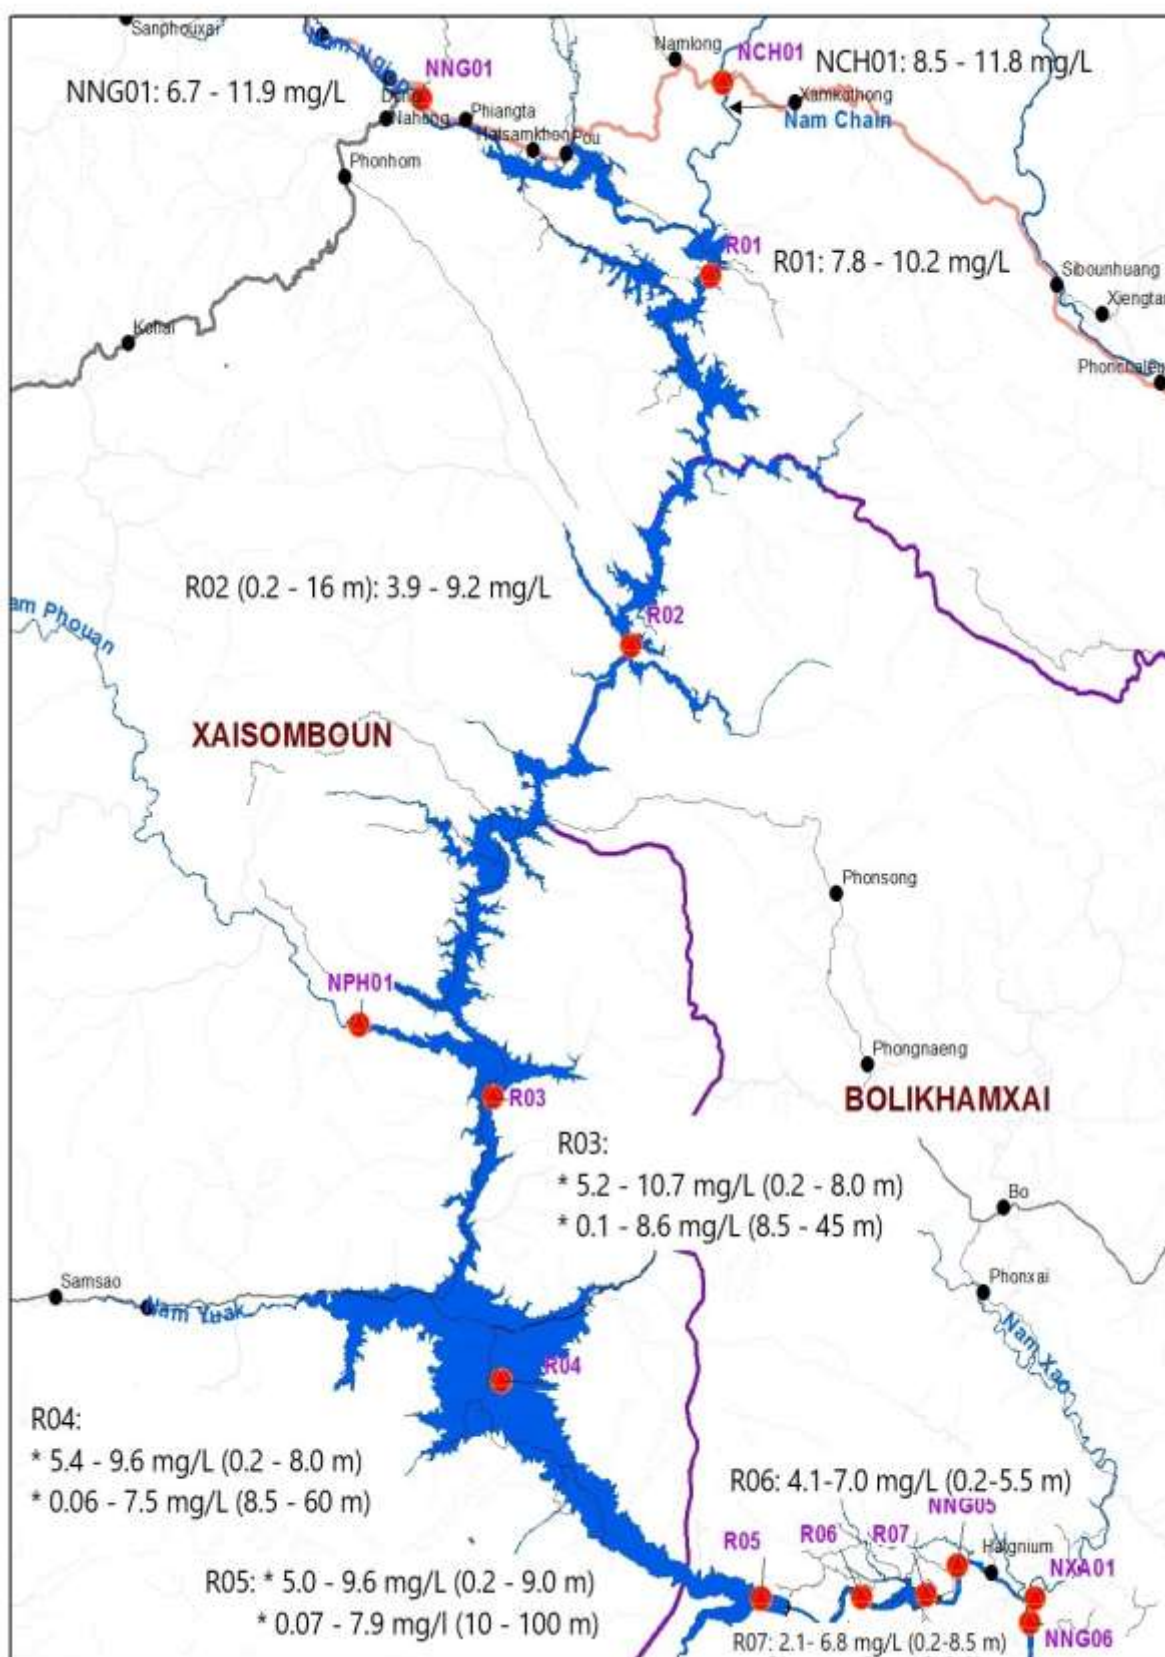 Sanphouxai
Namlong
NCH01
NCH01: 8.5 - 11.8 mg/L
NNG01
NNG01: 6.7 - 11.9 mg/L
Xamkothong
Nam Chain
Phiangta
Nahong
Hatsamkhon
Pou
Phonhom
R01
R01: 7.8 - 10.2 mg/L
Sibounhuang
Xiengtar
R02 (0.2 - 16 m): 3.9 - 9.2 mg/L
R02
am Phouan
XAISOMBOUN
Phonsong
NPH01
Phongnaeng
R03
BOLIKHAMXAI
R03:
* 5.2 - 10.7 mg/L (0.2 - 8.0 m)
* 0.1 - 8.6 mg/L (8.5 - 45 m)
Bo
Samsao
Nam Yuak
Phonxai
Nam Xao
R04
R04:
* 5.4 - 9.6 mg/L (0.2 - 8.0 m)
* 0.06 - 7.5 mg/L (8.5 - 60 m)
R06: 4.1-7.0 mg/L (0.2-5.5 m)
NNG05
R05
R06
R07
NXA01
R05: * 5.0 - 9.6 mg/L (0.2 - 9.0 m)
* 0.07 - 7.9 mg/l (10 - 100 m)
R07: 2.1- 6.8 mg/L (0.2-8.5 m)
NNG06